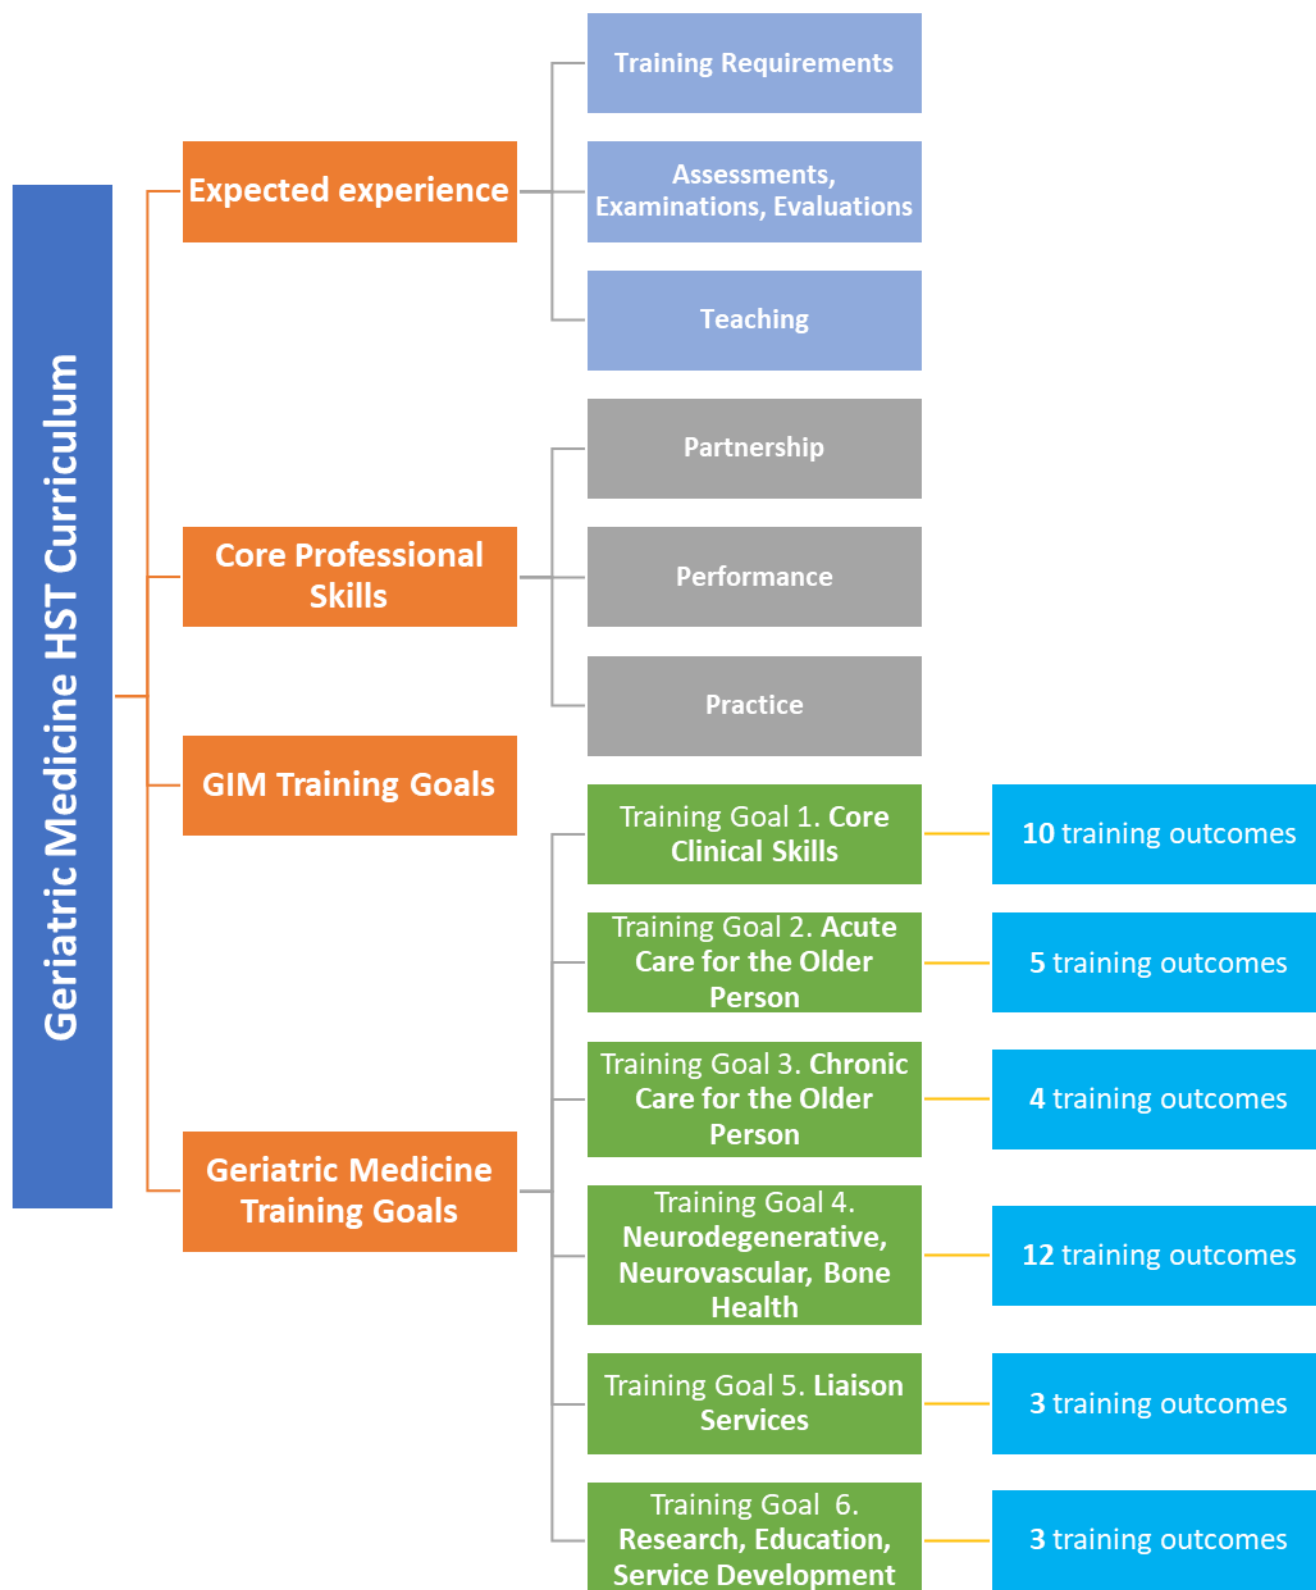 Geriatric Medicine HST Curriculum
Expected experience
Training Requirements
Assessments,
Examinations, Evaluations
Teaching
Core Professional
Skills
Partnership
Performance
Practice
GIM Training Goals
Geriatric Medicine
Training Goals
Training Goal 1. Core
Clinical Skills
10 training outcomes
Training Goal 2. Acute
Care for the Older
Person
5 training outcomes
Training Goal 3. Chronic
Care for the Older
Person
4 training outcomes
Training Goal 4.
Neurodegenerative,
Neurovascular, Bone
Health
12 training outcomes
Training Goal 5. Liaison
Services
3 training outcomes
Training Goal  6.
Research, Education,
Service Development
3 training outcomes